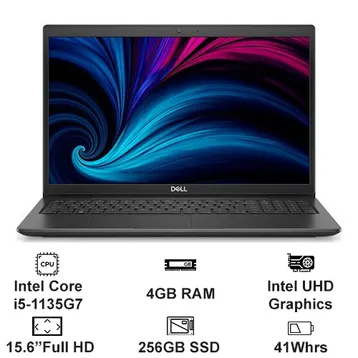 DELL
CPU
Intel Core
i5-1135G7
4GB RAM
Intel UHD
Graphics
15.6”Full HD
256GB SSD
41Whrs